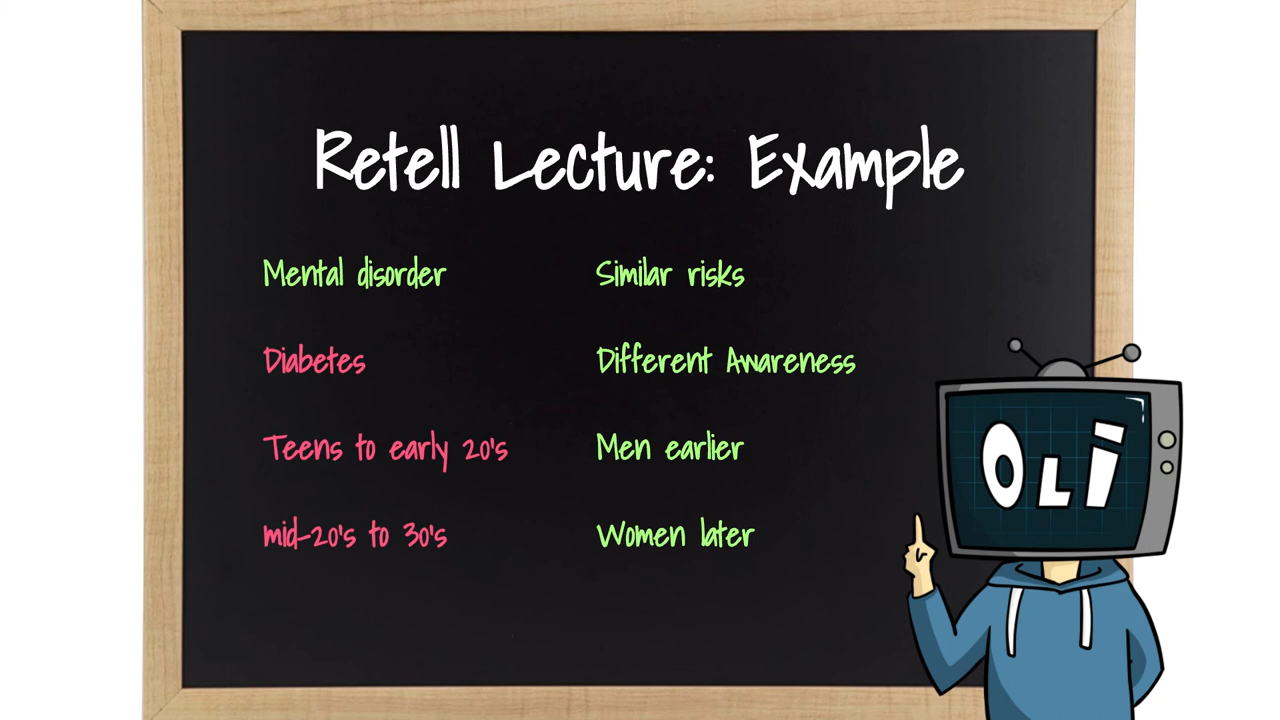 Retell Lecture: Example
Mental disorder
Diabetes
Teens to early 20's
mid-20's to 30's
Similar risks
Different Awareness
Men earlier
Women later
OLI